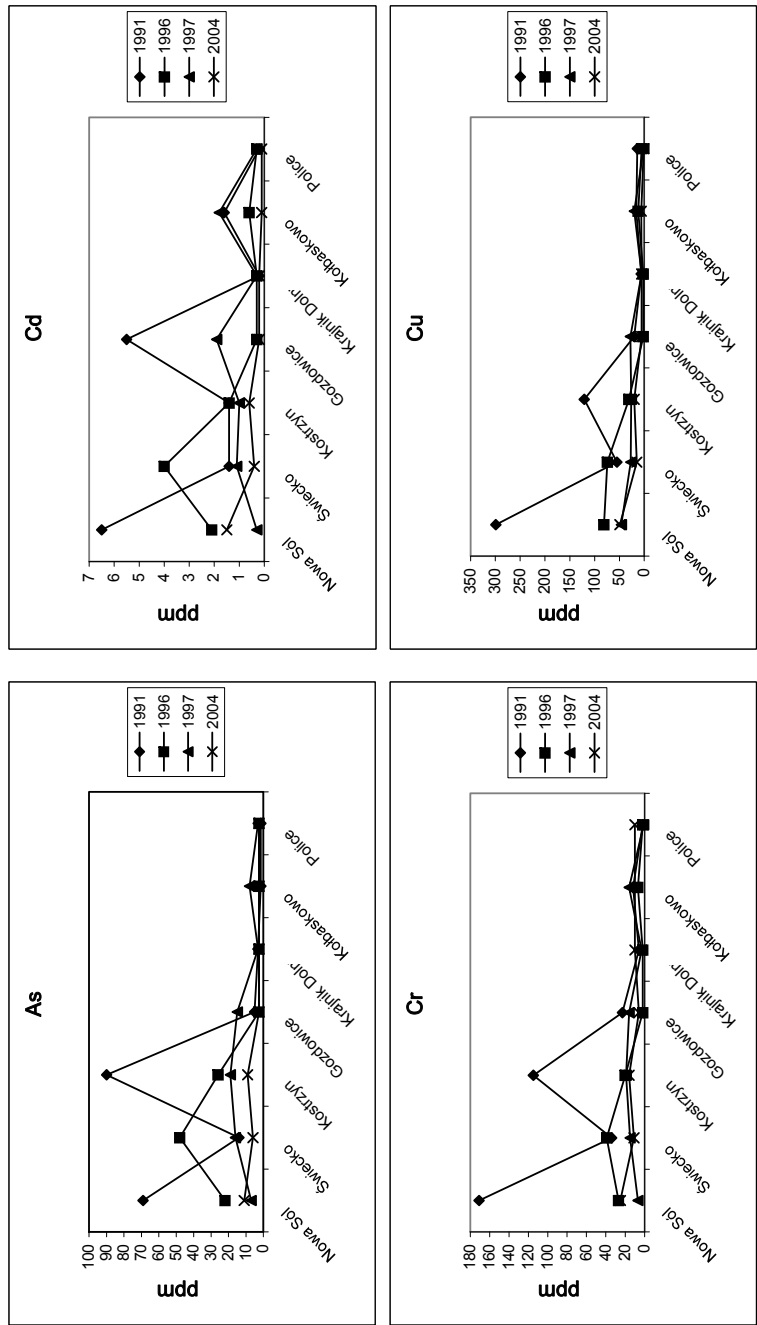 As
100
90
80
70
60
50
40
30
20
10
0
ppm
Nowa Sól
Świecko
Kostrzyn
Gozdowice
Krajnik Doln
Kołbaskowo
Police
1991
1996
1997
2004
Cd
7
6
5
4
3
2
1
0
ppm
Nowa Sól
Świecko
Kostrzyn
Gozdowice
Krajnik Doln
Kołbaskowo
Police
1991
1996
1997
2004
Cr
180
160
140
120
100
80
60
40
20
0
ppm
Nowa Sól
Świecko
Kostrzyn
Gozdowice
Krajnik Doln
Kołbaskowo
Police
1991
1996
1997
2004
Cu
350
300
250
200
150
100
50
0
ppm
Nowa Sól
Świecko
Kostrzyn
Gozdowice
Krajnik Doln
Kołbaskowo
Police
1991
1996
1997
2004